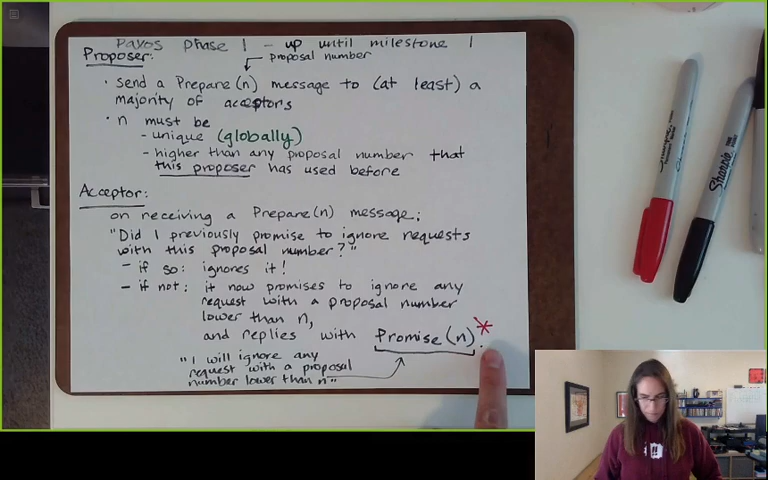 Paxos phase 1 - up until milestone 1
Proposer:
proposal number
· send a Prepare(n) message to (at least) a
majority of acceptors
· n must be
- unique (globally)
- higher than any proposal number that
this proposer has used before
Acceptor:
on receiving a Prepare(n) message:
"Did I previously promise to ignore requests
with this proposal number?"
- if so: ignores it!
- if not: it now promises to ignore any
request with a proposal number
lower than n,
and replies with Promise(n).*
"I will ignore any
request with a proposal
number lower than n"
Sharpie